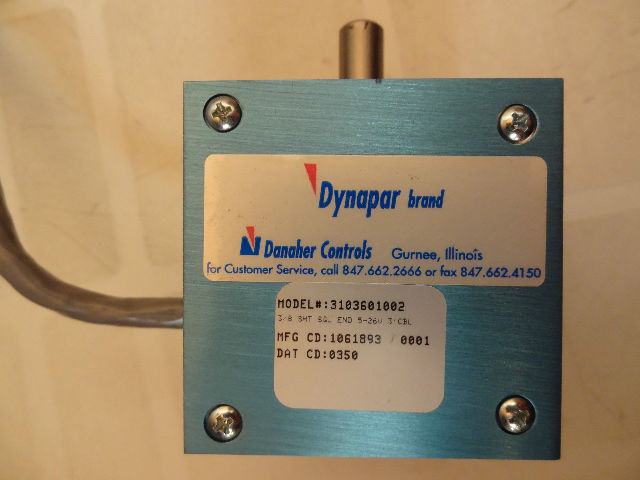 Dynapar brand
Danaher Controls Gurnee, Illinois
for Customer Service, call 847.662.2666 or fax 847.662.4150
MODEL#:3103601002
3/8 SHT SQL END 5-26V 3'CBL
MFG CD:1061893 / 0001
DAT CD:0350